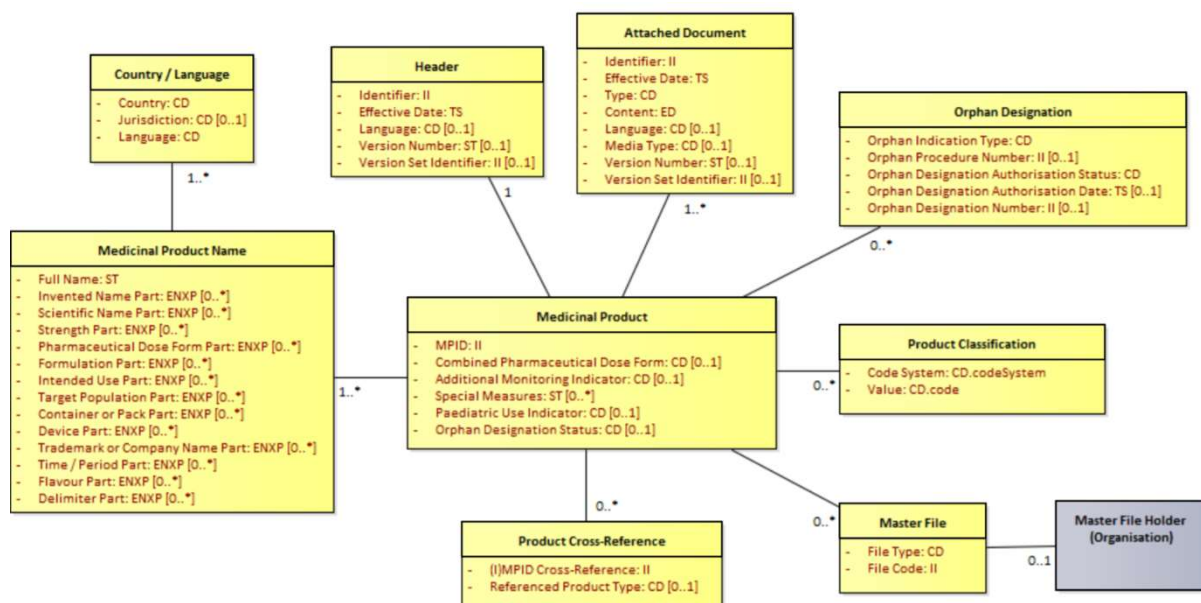 Country / Language
- Country: CD
- Jurisdiction: CD [0..1]
- Language: CD
1..*
Header
- Identifier: II
- Effective Date: TS
- Language: CD [0..1]
- Version Number: ST [0..1]
- Version Set Identifier: II [0..1]
1
Attached Document
- Identifier: II
- Effective Date: TS
- Type: CD
- Content: ED
- Language: CD [0..1]
- Media Type: CD [0..1]
- Version Number: ST [0..1]
- Version Set Identifier: II [0..1]
1..*
Orphan Designation
- Orphan Indication Type: CD
- Orphan Procedure Number: II [0..1]
- Orphan Designation Authorisation Status: CD
- Orphan Designation Authorisation Date: TS [0..1]
- Orphan Designation Number: II [0..1]
0..*
Medicinal Product Name
- Full Name: ST
- Invented Name Part: ENXP [0..*]
- Scientific Name Part: ENXP [0..*]
- Strength Part: ENXP [0..*]
- Pharmaceutical Dose Form Part: ENXP [0..*]
- Formulation Part: ENXP [0..*]
- Intended Use Part: ENXP [0..*]
- Target Population Part: ENXP [0..*]
- Container or Pack Part: ENXP [0..*]
- Device Part: ENXP [0..*]
- Trademark or Company Name Part: ENXP [0..*]
- Time / Period Part: ENXP [0..*]
- Flavour Part: ENXP [0..*]
- Delimiter Part: ENXP [0..*]
1..*
Medicinal Product
- MPID: II
- Combined Pharmaceutical Dose Form: CD [0..1]
- Additional Monitoring Indicator: CD [0..1]
- Special Measures: ST [0..*]
- Paediatric Use Indicator: CD [0..1]
- Orphan Designation Status: CD [0..1]
0..*
Product Classification
- Code System: CD.codeSystem
- Value: CD.code
0..*
Product Cross-Reference
- (I)MPID Cross-Reference: II
- Referenced Product Type: CD [0..1]
0..*
Master File
- File Type: CD
- File Code: II
0..1
Master File Holder
(Organisation)